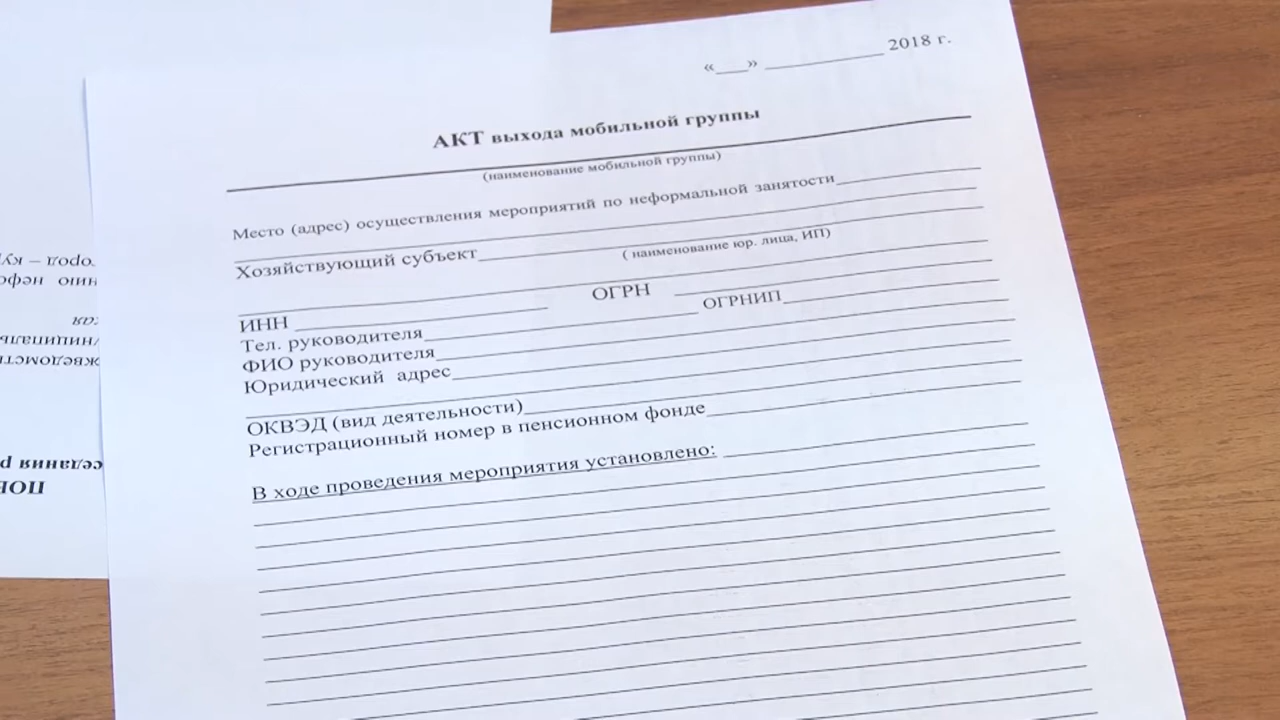 «___» ____________ 2018 г.
АКТ выхода мобильной группы
(наименование мобильной группы)
Место (адрес) осуществления мероприятий по неформальной занятости
Хозяйствующий субъект
( наименование юр. лица, ИП)
ИНН ОГРН
Тел. руководителя ОГРНИП
ФИО руководителя
Юридический адрес
ОКВЭД (вид деятельности)
Регистрационный номер в пенсионном фонде
В ходе проведения мероприятия установлено: